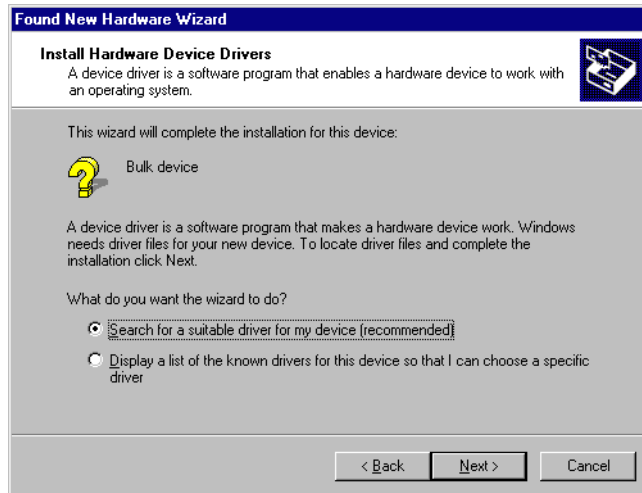 Found New Hardware Wizard
Install Hardware Device Drivers
A device driver is a software program that enables a hardware device to work with
an operating system.
This wizard will complete the installation for this device:
Bulk device
A device driver is a software program that makes a hardware device work. Windows
needs driver files for your new device. To locate driver files and complete the
installation click Next.
What do you want the wizard to do?
Search for a suitable driver for my device (recommended)
Display a list of the known drivers for this device so that I can choose a specific
driver
< Back Next > Cancel